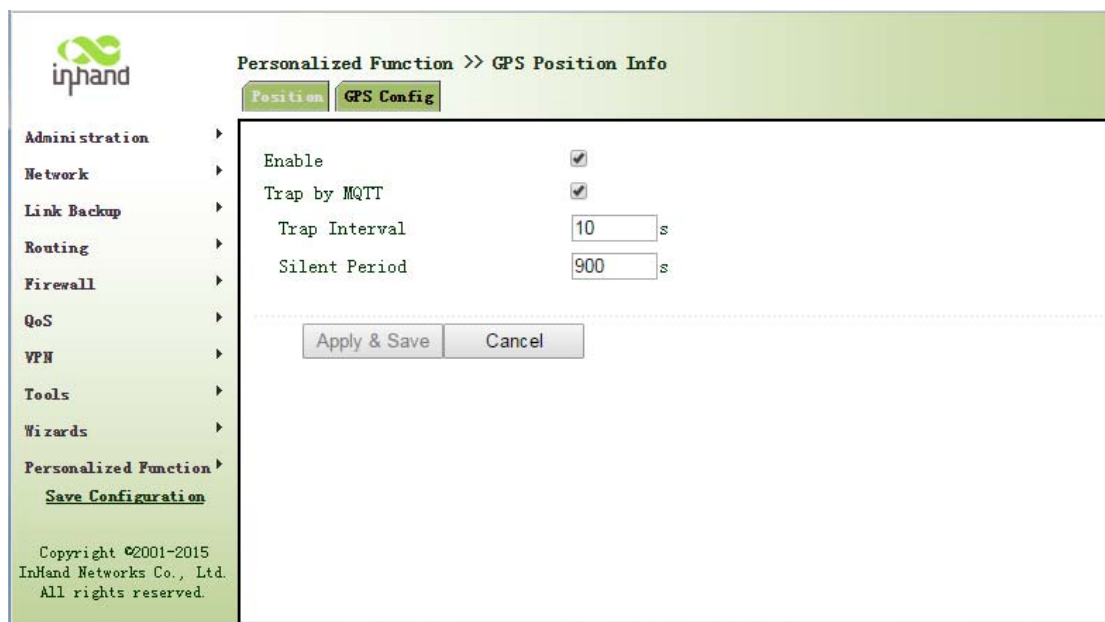 inhand
Personalized Function >> GPS Position Info
Position GPS Config
Administration
Network
Link Backup
Routing
Firewall
QoS
VPN
Tools
Wizards
Personalized Function
Save Configuration
Copyright ©2001-2015
InHand Networks Co., Ltd.
All rights reserved.
Enable
Trap by MQTT
Trap Interval 10 s
Silent Period 900 s
Apply & Save Cancel